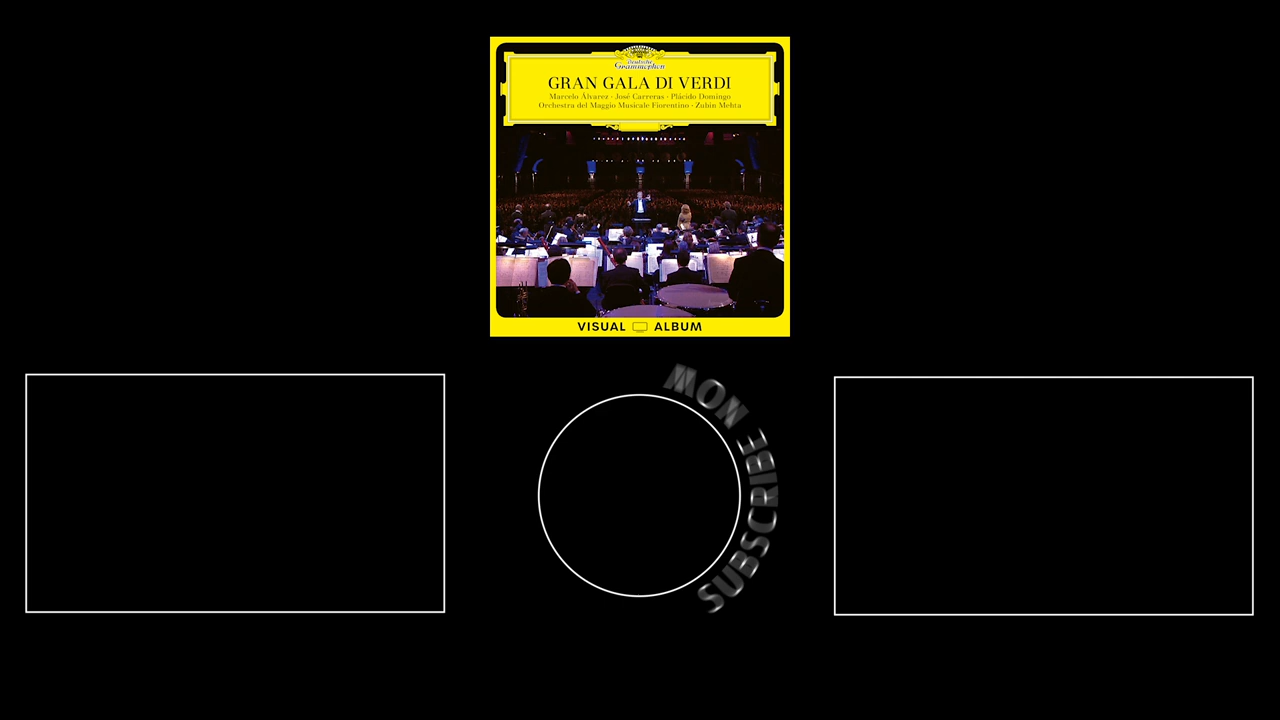 Deutsche
Grammophon
GRAN GALA DI VERDI
Marcelo Álvarez · José Carreras · Plácido Domingo
Orchestra del Maggio Musicale Fiorentino · Zubin Mehta
VISUAL ALBUM
SUBSCRIBE NOW